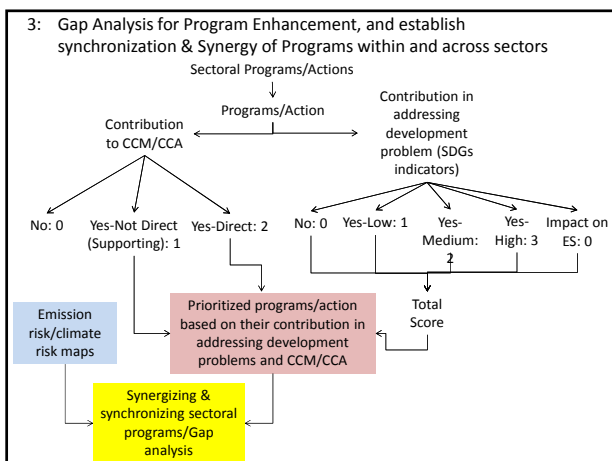 3: Gap Analysis for Program Enhancement, and establish
synchronization & Synergy of Programs within and across sectors
Sectoral Programs/Actions
Programs/Action
Contribution
to CCM/CCA
Contribution in
addressing
development
problem (SDGs
indicators)
No: 0
Yes-Not Direct
(Supporting): 1
Yes-Direct: 2
No: 0
Yes-Low: 1
Yes-
Medium:
2
Yes-
High: 3
Impact on
ES: 0
Emission
risk/climate
risk maps
Prioritized programs/action
based on their contribution in
addressing development
problems and CCM/CCA
Total
Score
Synergizing &
synchronizing sectoral
programs/Gap
analysis